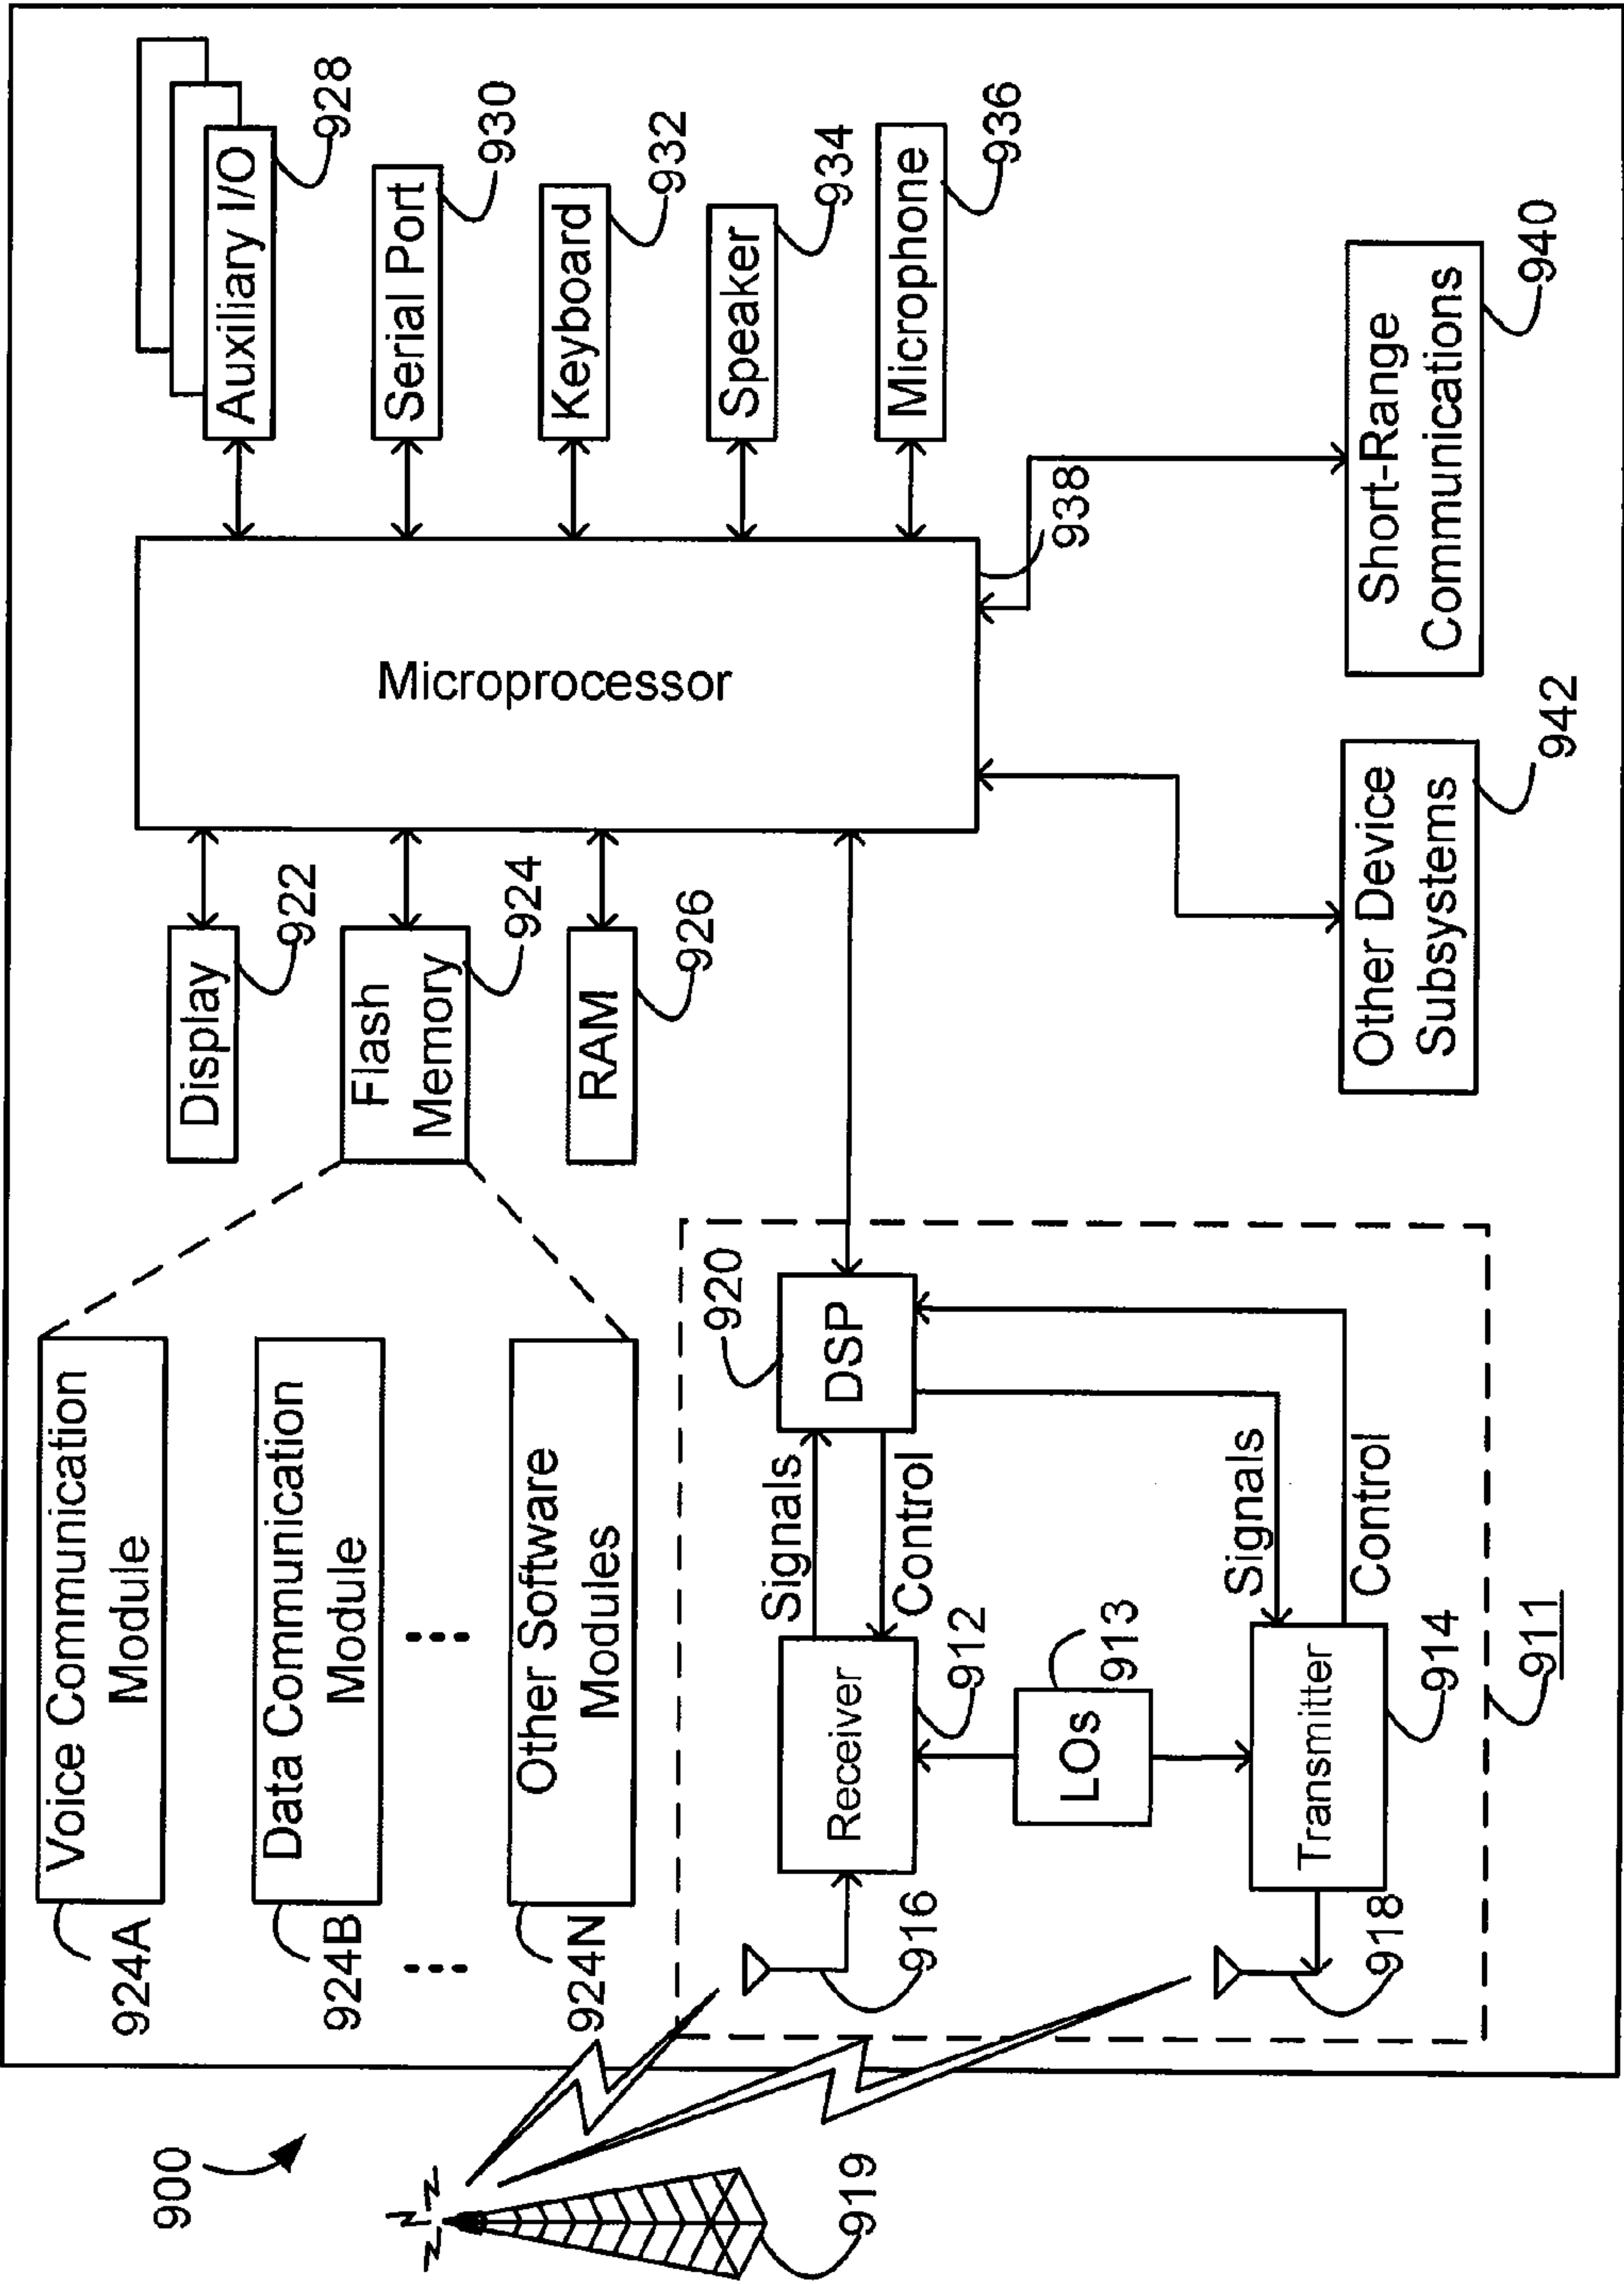 900
919
924A
Voice Communication
Module
924B
Data Communication
Module
924N
Other Software
Modules
Display
922
Flash
Memory
924
RAM
926
Microprocessor
938
Auxiliary I/O
928
Serial Port
930
Keyboard
932
Speaker
934
Microphone
936
916
Receiver
912
Signals
Control
DSP
920
LOs
913
918
Transmitter
914
Signals
Control
911
Other Device
Subsystems
942
Short-Range
Communications
940